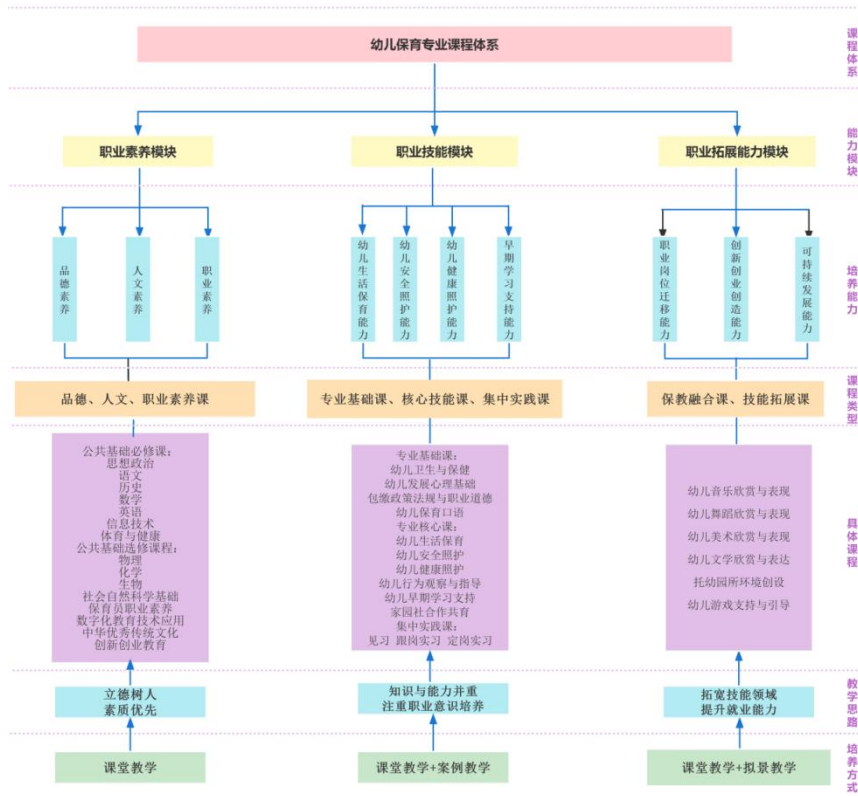 幼儿保育专业课程体系
课程体系
职业素养模块
职业技能模块
职业拓展能力模块
能力模块
品德素养
人文素养
职业素养
幼儿生活保育能力
幼儿安全照护能力
幼儿健康照护能力
早期学习支持能力
职业岗位迁移能力
创新创业创造能力
可持续发展能力
培养能力
品德、人文、职业素养课
专业基础课、核心技能课、集中实践课
保教融合课、技能拓展课
课程类型
公共基础必修课:
思想政治
语文
历史
数学
英语
信息技术
体育与健康
公共基础选修课程:
物理
化学
生物
社会自然科学基础
保育员职业素养
数字化教育技术应用
中华优秀传统文化
创新创业教育
专业基础课:
幼儿卫生与保健
幼儿发展心理基础
包缴政策法规与职业道德
幼儿保育口语
专业核心课:
幼儿生活保育
幼儿安全照护
幼儿健康照护
幼儿行为观察与指导
幼儿早期学习支持
家园社合作共育
集中实践课:
见习 跟岗实习 定岗实习
幼儿音乐欣赏与表现
幼儿舞蹈欣赏与表现
幼儿美术欣赏与表现
幼儿文学欣赏与表达
托幼园所环境创设
幼儿游戏支持与引导
具体课程
立德树人
素质优先
知识与能力并重
注重职业意识培养
拓宽技能领域
提升就业能力
教学思路
课堂教学
课堂教学+案例教学
课堂教学+拟景教学
培养方式